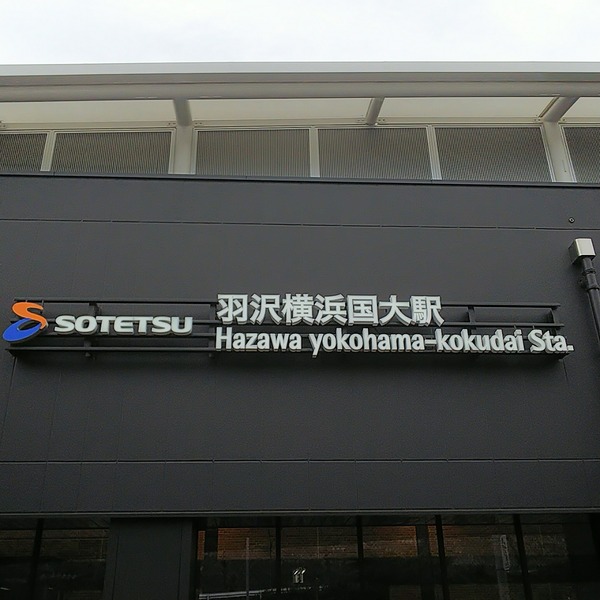 SOTETSU
羽沢横浜国大駅
Hazawa yokohama-kokudai Sta.